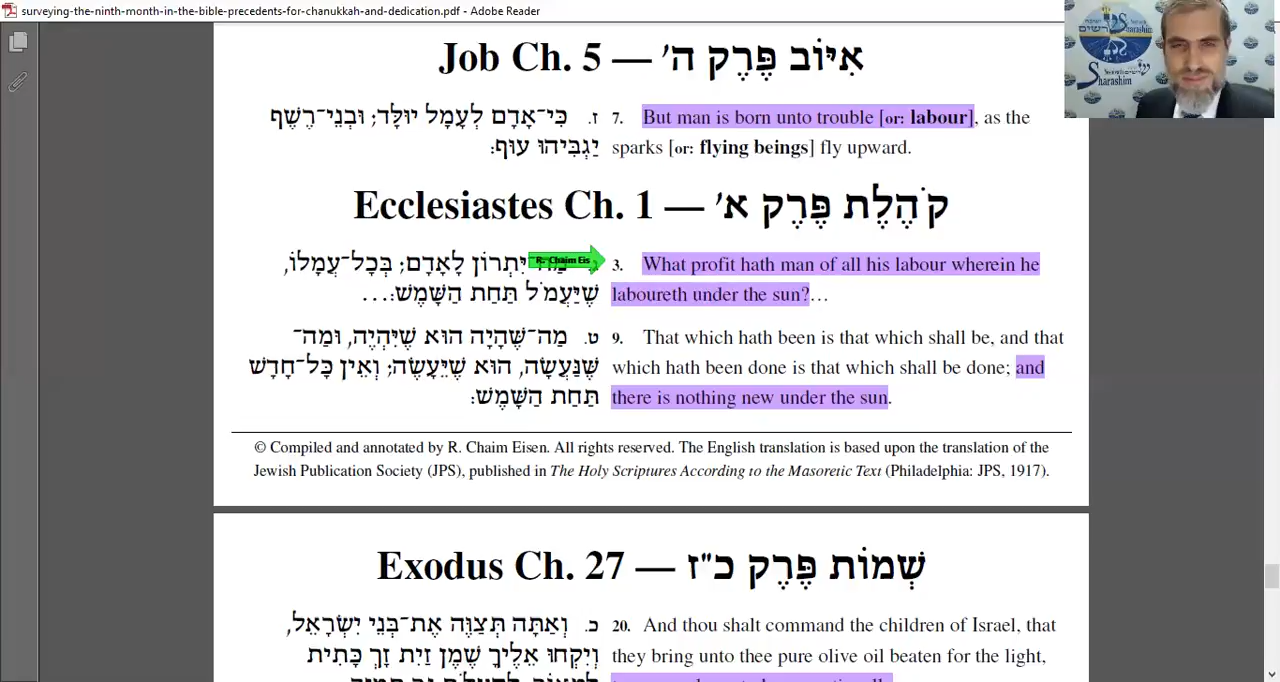 surveying-the-ninth-month-in-the-bible-precedents-for-chanukkah-and-dedication.pdf - Adobe Reader
Sharashim
Sharashim
Job Ch. 5 — אִיּוֹב פֶּרֶק ה׳
ז. כִּי־אָדָם לְעָמָל יוּלָּד; וּבְנֵי־רֶשֶׁף
יַגְבִּיהוּ עוּף:
7. But man is born unto trouble [or: labour], as the
sparks [or: flying beings] fly upward.
Ecclesiastes Ch. 1 — קֹהֶלֶת פֶּרֶק א׳
R. Chaim Eis
יִּתְרוֹן לָאָדָם; בְּכָל־עֲמָלוֹ,
שֶׁיַּעֲמֹל תַּחַת הַשָּׁמֶשׁ:…
3. What profit hath man of all his labour wherein he
laboureth under the sun?…
ט. מַה־שֶּׁהָיָה הוּא שֶׁיִּהְיֶה, וּמַה־
שֶּׁנַּעֲשָׂה, הוּא שֶׁיֵּעָשֶׂה; וְאֵין כָּל־חָדָשׁ
תַּחַת הַשָּׁמֶשׁ:
9. That which hath been is that which shall be, and that
which hath been done is that which shall be done; and
there is nothing new under the sun.
© Compiled and annotated by R. Chaim Eisen. All rights reserved. The English translation is based upon the translation of the
Jewish Publication Society (JPS), published in The Holy Scriptures According to the Masoretic Text (Philadelphia: JPS, 1917).
Exodus Ch. 27 — שְׁמוֹת פֶּרֶק כ"ז
כ. וְאַתָּה תְּצַוֶּה אֶת־בְּנֵי יִשְׂרָאֵל,
וְיִקְחוּ אֵלֶיךָ שֶׁמֶן זַיִת זָךְ כָּתִית
20. And thou shalt command the children of Israel, that
they bring unto thee pure olive oil beaten for the light,